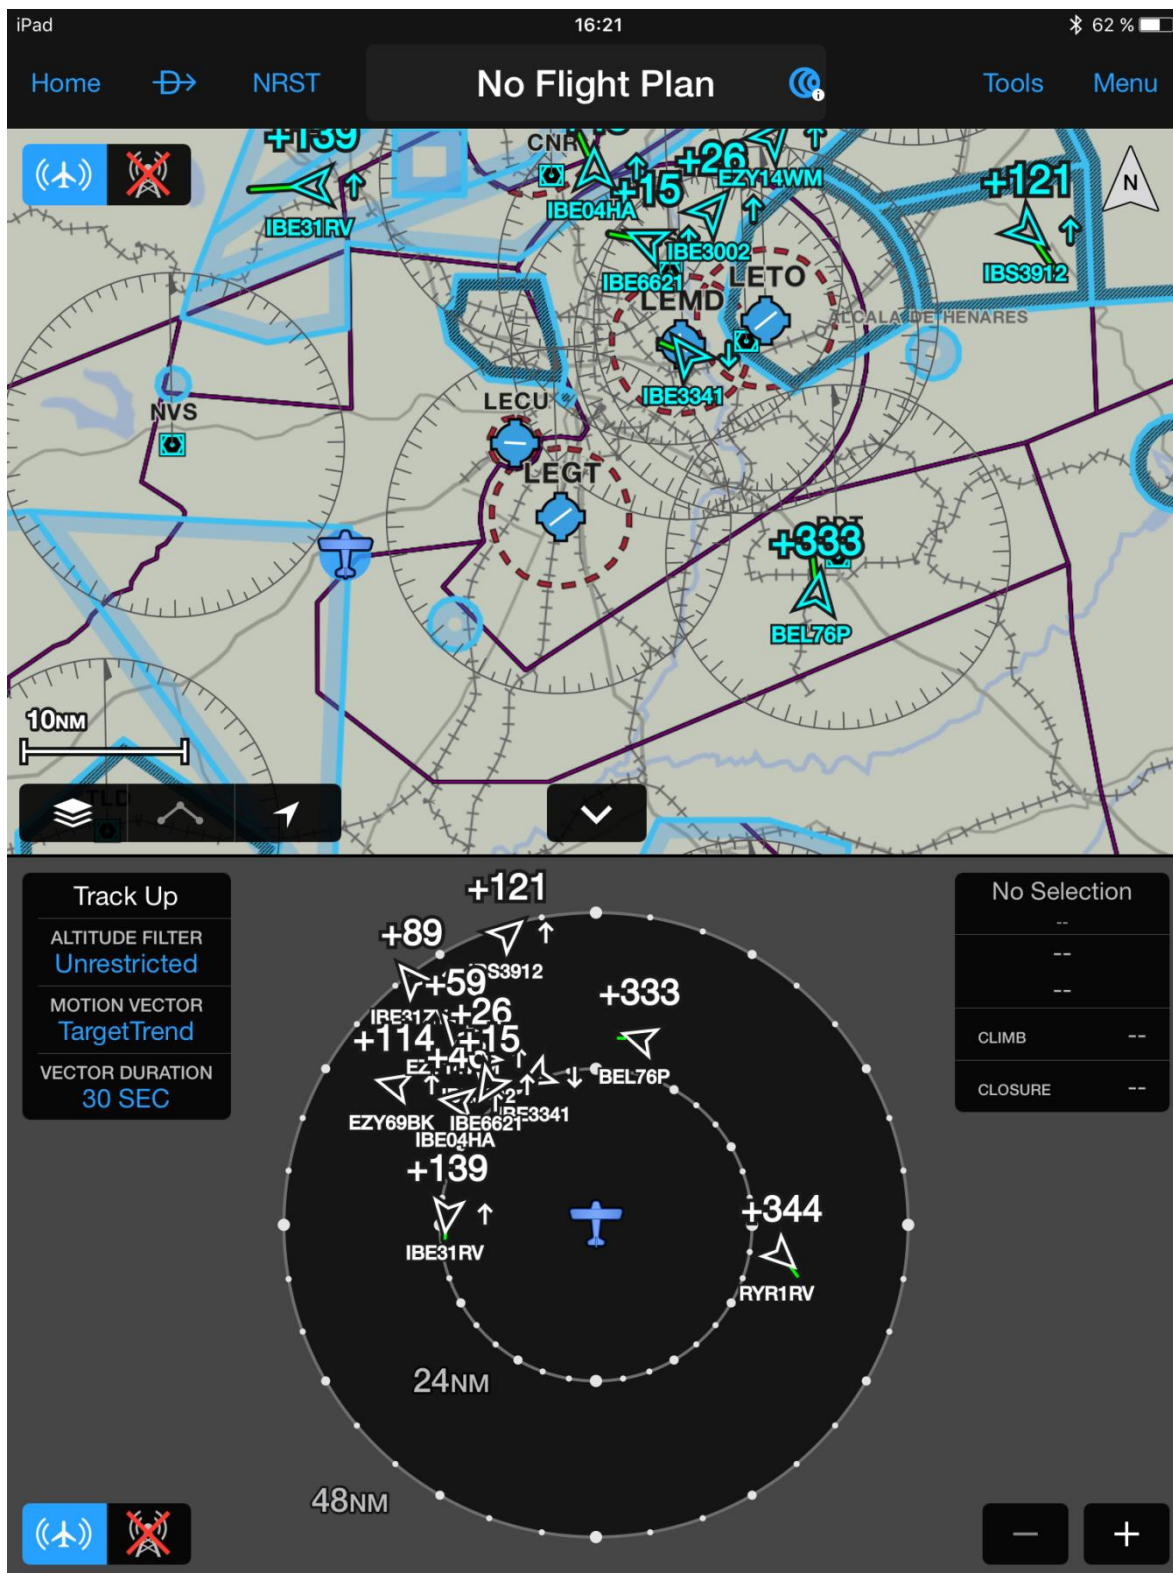 iPad 16:21 62 %
Home D NRST No Flight Plan Tools Menu
+139
IBE31RV
CNR
IBE04HA
+15
+26
EZY14WM
IBE3002
IBE6621
+121
IBS3912
N
LETO
LEMD
ALCALA DE HENARES
IBE3341
NVS
LECU
LEGT
+333
BEL76P
10NM
TLD
Track Up
ALTITUDE FILTER
Unrestricted
MOTION VECTOR
TargetTrend
VECTOR DURATION
30 SEC
No Selection
--
--
--
CLIMB --
CLOSURE --
+121
IBS3912
+89
+59
+26
+114
+15
+333
BEL76P
EZY69BK
IBE6621
IBE3341
IBE04HA
+139
IBE31RV
+344
RYR1RV
24NM
48NM